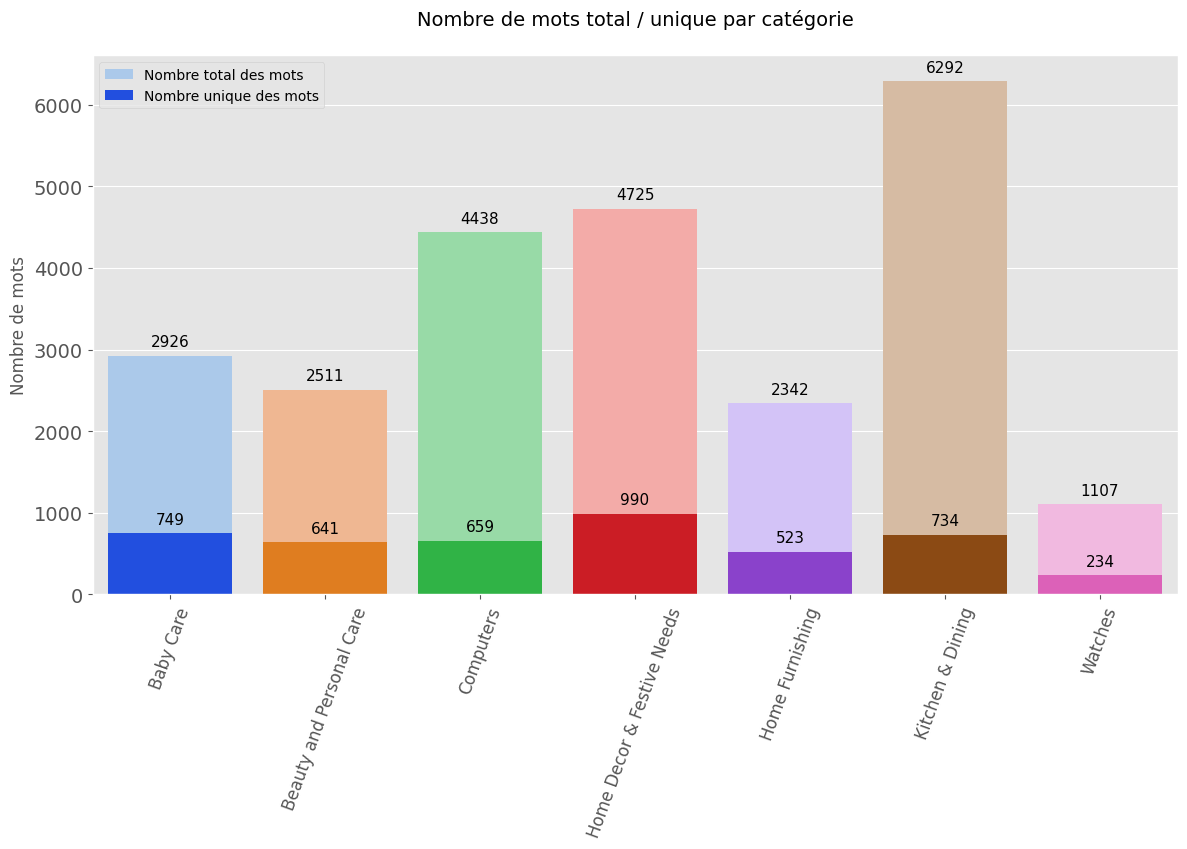 Nombre de mots total / unique par catégorie
Nombre total des mots
Nombre unique des mots
Nombre de mots
6000
5000
4000
3000
2000
1000
0
2926
749
2511
641
4438
659
4725
990
2342
523
6292
734
1107
234
Baby Care
Beauty and Personal Care
Computers
Home Decor & Festive Needs
Home Furnishing
Kitchen & Dining
Watches